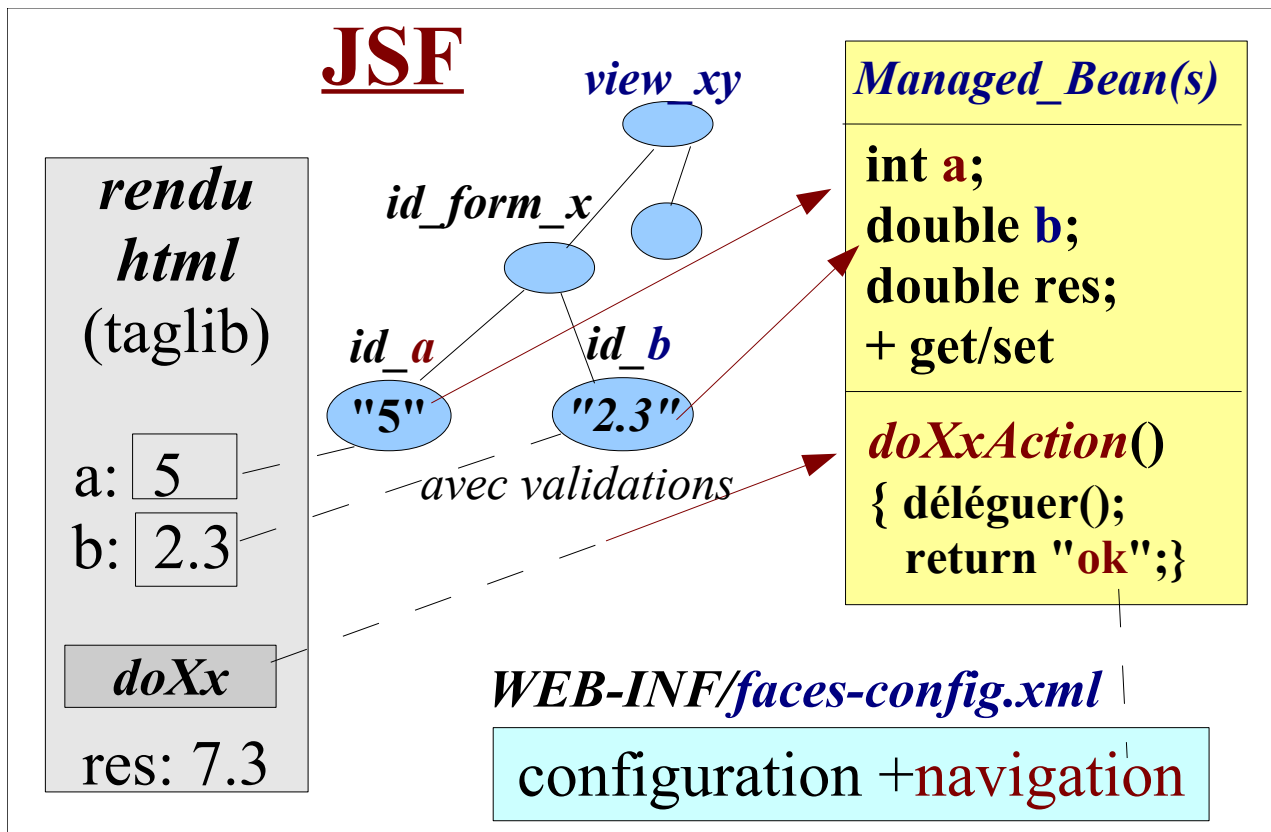 JSF
rendu
html
(taglib)
a: 5
b: 2.3
doXx
res: 7.3
view_xy
id_form_x
id_a
id_b
"5"
"2.3"
avec validations
Managed_Bean(s)
int a;
double b;
double res;
+ get/set
doXxAction()
{ déléguer();
return "ok";}
WEB-INF/faces-config.xml
configuration +navigation